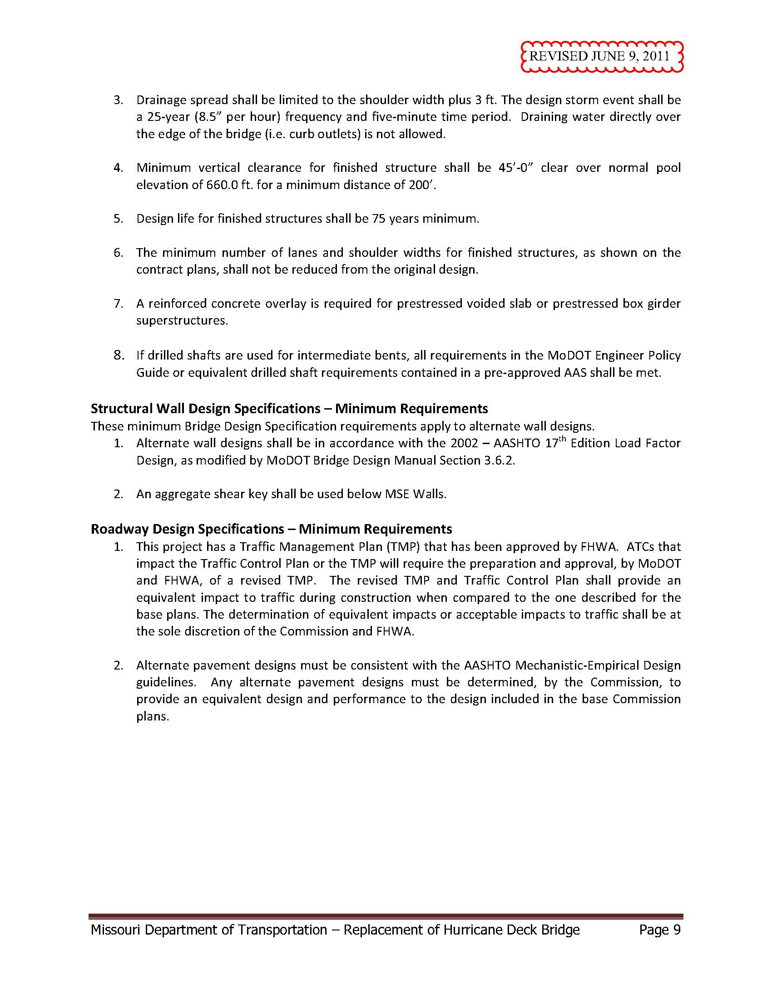 REVISED JUNE 9, 2011
3. Drainage spread shall be limited to the shoulder width plus 3 ft. The design storm event shall be
a 25-year (8.5” per hour) frequency and five-minute time period.  Draining water directly over
the edge of the bridge (i.e. curb outlets) is not allowed.
4. Minimum vertical clearance for finished structure shall be 45’-0” clear over normal pool
elevation of 660.0 ft. for a minimum distance of 200’.
5. Design life for finished structures shall be 75 years minimum.
6. The minimum number of lanes and shoulder widths for finished structures, as shown on the
contract plans, shall not be reduced from the original design.
7. A reinforced concrete overlay is required for prestressed voided slab or prestressed box girder
superstructures.
8. If drilled shafts are used for intermediate bents, all requirements in the MoDOT Engineer Policy
Guide or equivalent drilled shaft requirements contained in a pre-approved AAS shall be met.
Structural Wall Design Specifications – Minimum Requirements
These minimum Bridge Design Specification requirements apply to alternate wall designs.
1. Alternate wall designs shall be in accordance with the 2002 – AASHTO 17th Edition Load Factor
Design, as modified by MoDOT Bridge Design Manual Section 3.6.2.
2. An aggregate shear key shall be used below MSE Walls.
Roadway Design Specifications – Minimum Requirements
1. This project has a Traffic Management Plan (TMP) that has been approved by FHWA.  ATCs that
impact the Traffic Control Plan or the TMP will require the preparation and approval, by MoDOT
and FHWA, of a revised TMP.  The revised TMP and Traffic Control Plan shall provide an
equivalent impact to traffic during construction when compared to the one described for the
base plans. The determination of equivalent impacts or acceptable impacts to traffic shall be at
the sole discretion of the Commission and FHWA.
2. Alternate pavement designs must be consistent with the AASHTO Mechanistic-Empirical Design
guidelines.  Any alternate pavement designs must be determined, by the Commission, to
provide an equivalent design and performance to the design included in the base Commission
plans.
Missouri Department of Transportation – Replacement of Hurricane Deck Bridge Page 9